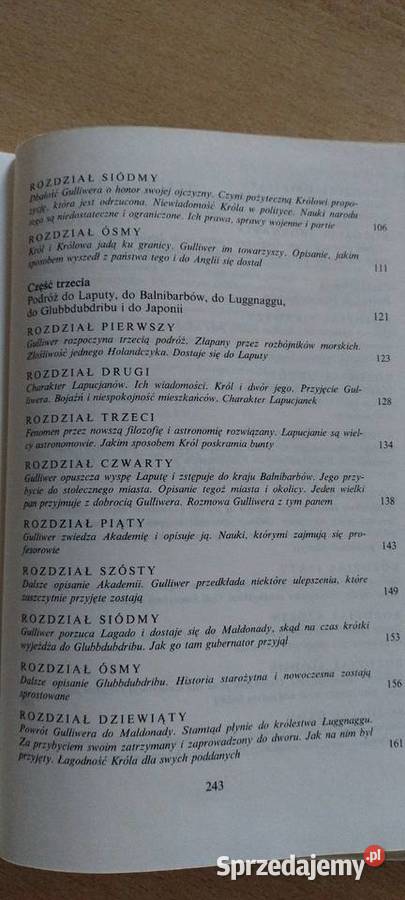 ROZDZIAŁ SIÓDMY
Dbałość Gulliwera o honor swojej ojczyzny. Czyni pożyteczną Królowi propo-
zycję, która jest odrzucona. Niewiadomość Króla w polityce. Nauki narodu
tego są niedostateczne i ograniczone. Ich prawa, sprawy wojenne i partie 106
ROZDZIAŁ ÓSMY
Król i Królowa jadą ku granicy. Gulliwer im towarzyszy. Opisanie, jakim
sposobem wyszedł z państwa tego i do Anglii się dostał 111
Część trzecia
Podróż do Laputy, do Balnibarbów, do Luggnaggu,
do Glubbdubdribu i do Japonii 121
ROZDZIAŁ PIERWSZY
Gulliwer rozpoczyna trzecią podróż. Złapany przez rozbójników morskich.
Złośliwość jednego Holandczyka. Dostaje się do Laputy 123
ROZDZIAŁ DRUGI
Charakter Lapucjanów. Ich wiadomości. Król i dwór jego. Przyjęcie Gul-
liwera. Bojaźń i niespokojność mieszkańców. Charakter Lapucjanek 128
ROZDZIAŁ TRZECI
Fenomen przez nowszą filozofię i astronomię rozwiązany. Lapucjanie są wiel-
cy astronomowie. Jakim sposobem Król poskramia bunty 134
ROZDZIAŁ CZWARTY
Gulliwer opuszcza wyspę Laputę i zstępuje do kraju Balnibarbów. Jego przy-
bycie do stołecznego miasta. Opisanie tegoż miasta i okolicy. Jeden wielki
pan przyjmuje z dobrocią Gulliwera. Rozmowa Gulliwera z tym panem 138
ROZDZIAŁ PIĄTY
Gulliwer zwiedza Akademię i opisuje ją. Nauki, którymi zajmują się pro-
fesorowie 143
ROZDZIAŁ SZÓSTY
Dalsze opisanie Akademii. Gulliwer przedkłada niektóre ulepszenia, które
zaszczytnie przyjęte zostają 149
ROZDZIAŁ SIÓDMY
Gulliwer porzuca Lagado i dostaje się do Maldonady, skąd na czas krótki
wyjeżdża do Glubbdubdribu. Jak go tam gubernator przyjął 153
ROZDZIAŁ ÓSMY
Dalsze opisanie Glubbdubdribu. Historia starożytna i nowoczesna zostają
sprostowane 156
ROZDZIAŁ DZIEWIĄTY
Powrót Gulliwera do Maldonady. Stamtąd płynie do królestwa Luggnaggu.
Za przybyciem swoim zatrzymany i zaprowadzony do dworu. Jak na nim był
przyjęty. Łagodność Króla dla swych poddanych 161
243
Sprzedajemy.pl